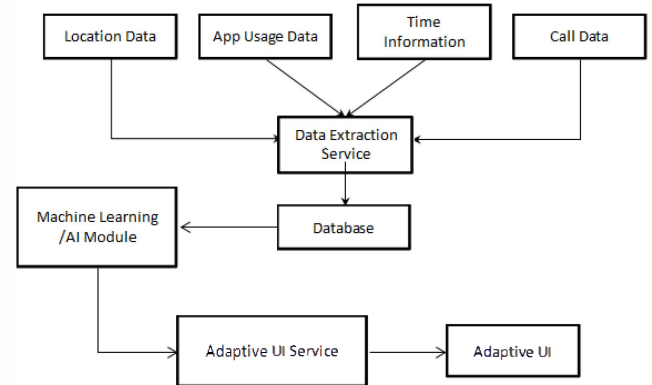 Location Data
App Usage Data
Time
Information
Call Data
Data Extraction
Service
Machine Learning
/AI Module
Database
Adaptive UI Service
Adaptive UI